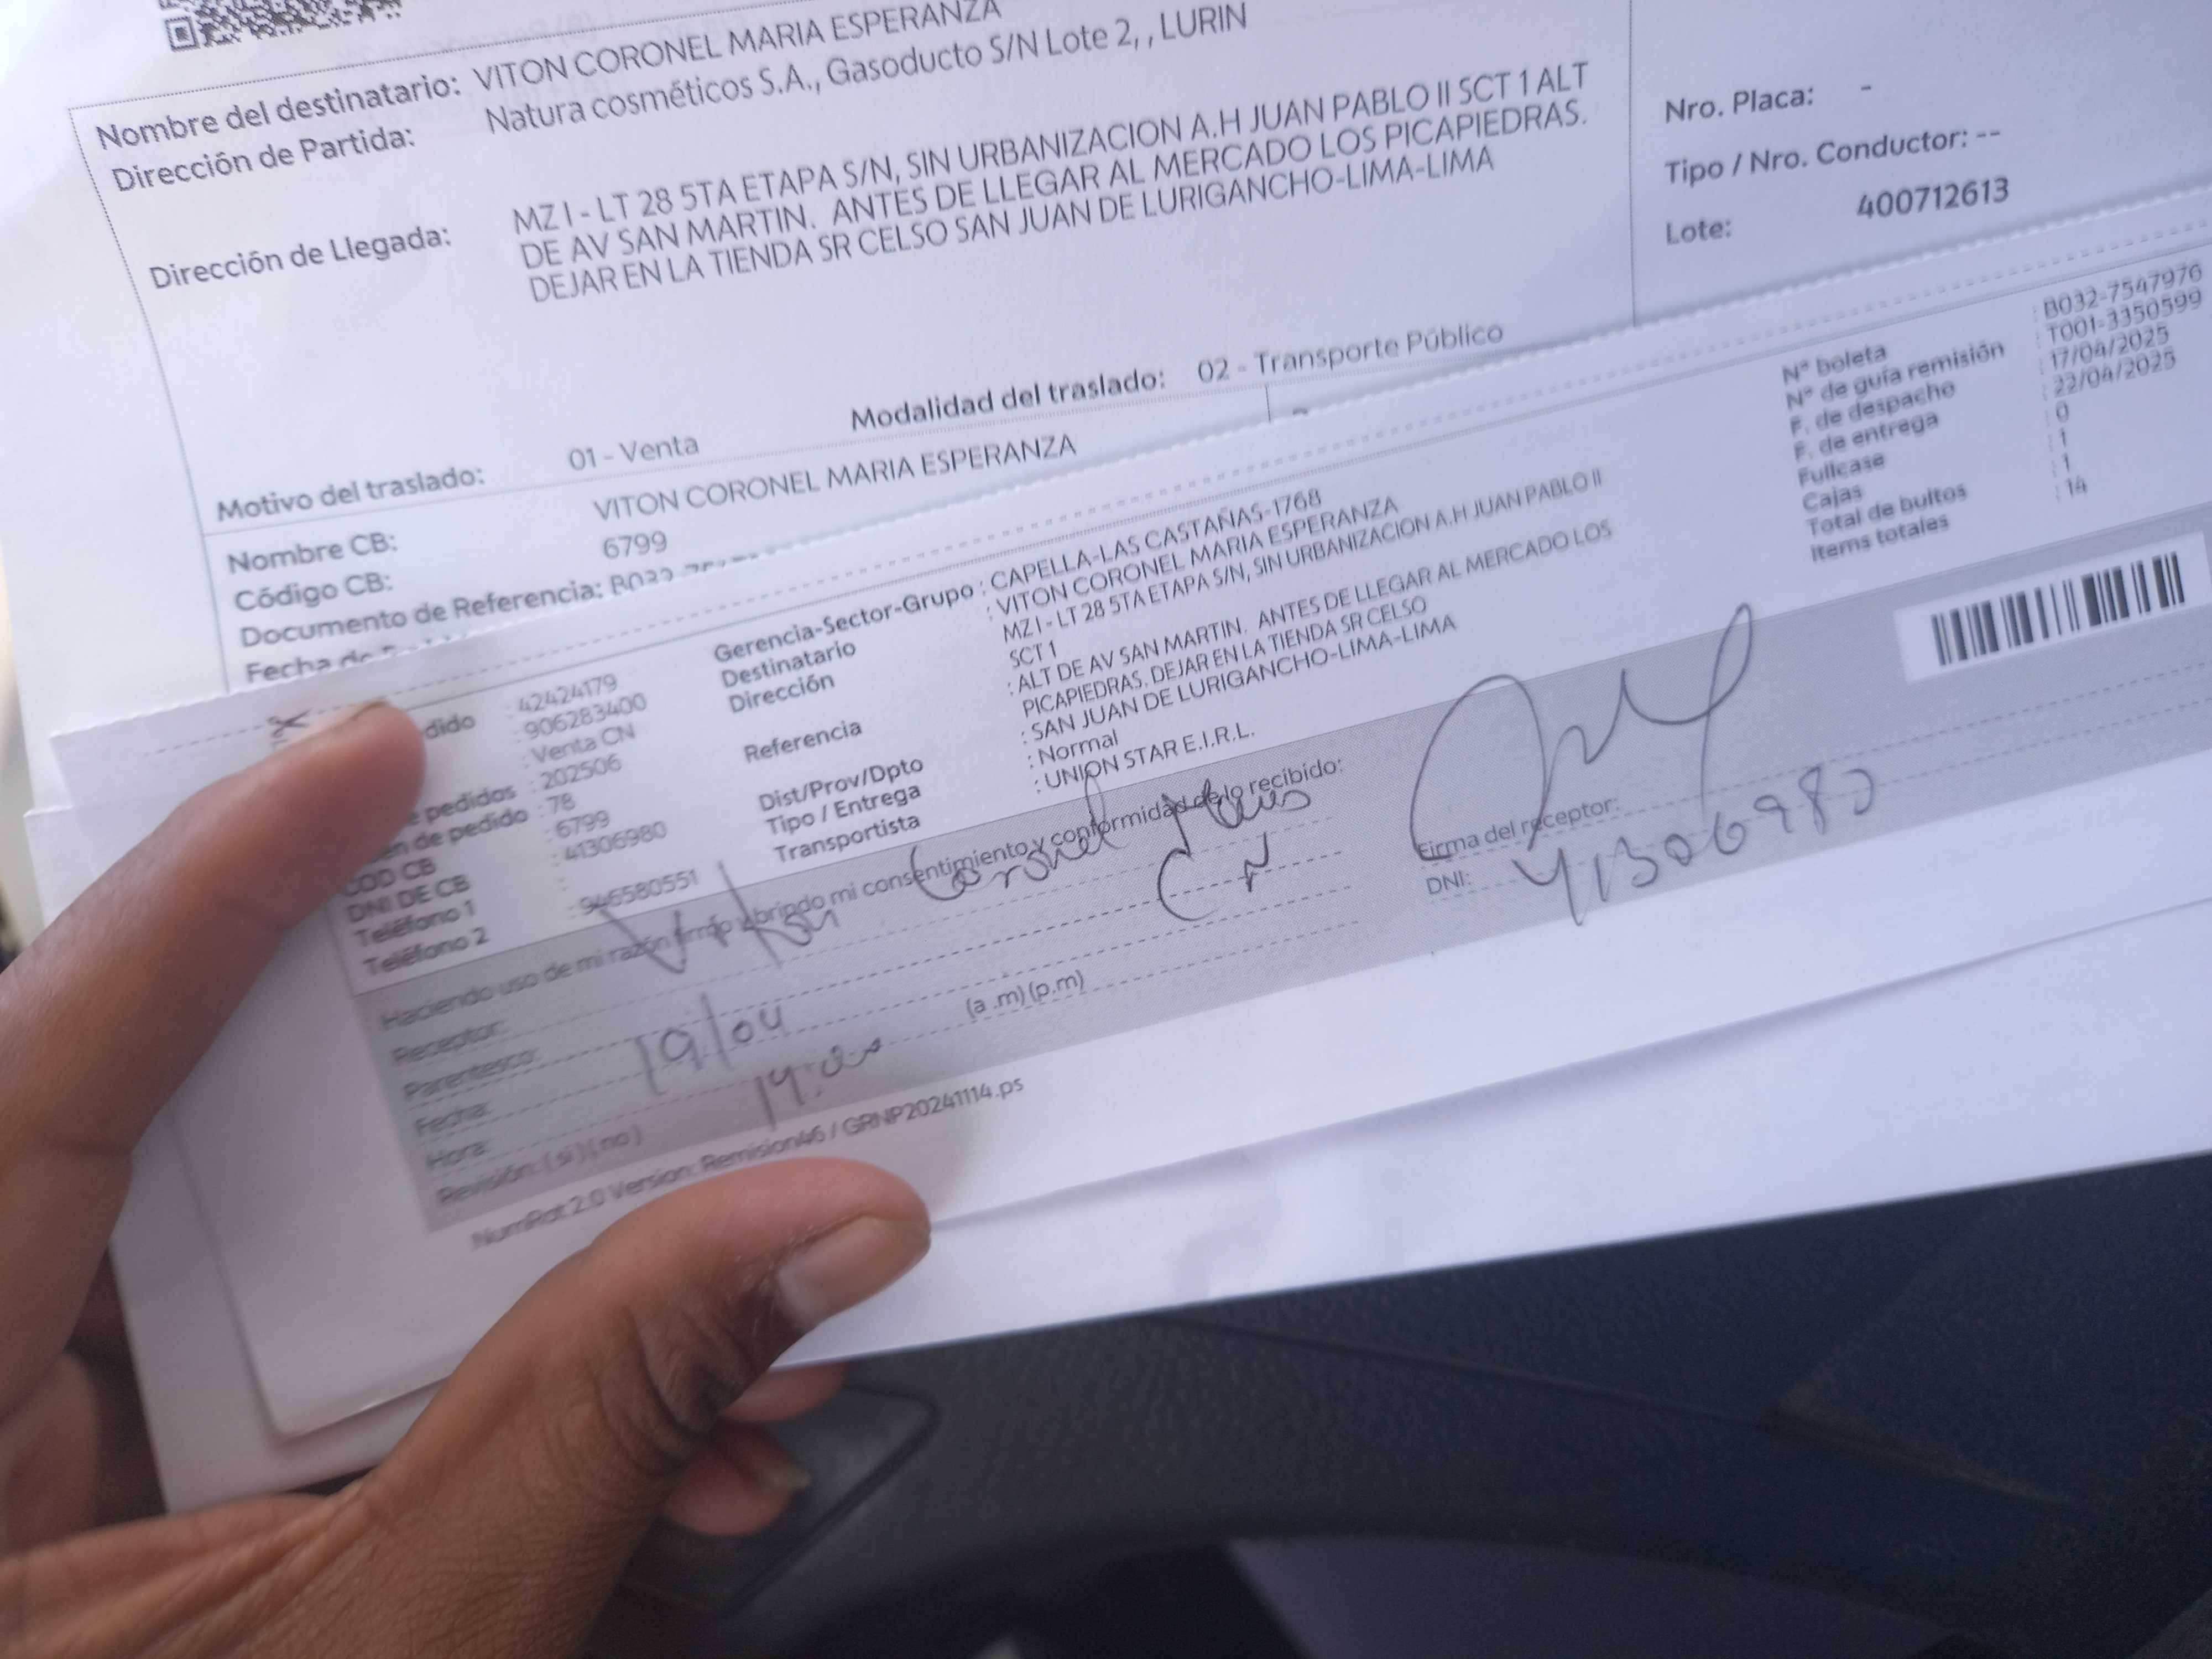 Nombre del destinatario: VITON CORONEL MARIA ESPERANZA
Dirección de Partida: Natura cosméticos S.A., Gasoducto S/N Lote 2, , LURIN
Dirección de Llegada: MZ I - LT 28 5TA ETAPA S/N, SIN URBANIZACION A.H JUAN PABLO II SCT 1 ALT
DE AV SAN MARTIN. ANTES DE LLEGAR AL MERCADO LOS PICAPIEDRAS.
DEJAR EN LA TIENDA SR CELSO SAN JUAN DE LURIGANCHO-LIMA-LIMA
Nro. Placa: -
Tipo / Nro. Conductor: --
Lote: 400712613
Motivo del traslado: 01 - Venta
Modalidad del traslado: 02 - Transporte Público
Nombre CB: VITON CORONEL MARIA ESPERANZA
Código CB: 6799
Documento de Referencia: B032-
Fecha de
dido : 42424179
: 906283400
: Venta CN
e pedidos : 202506
en de pedido : 78
COD CB : 6799
DNI DE CB : 41306980
Teléfono 1 :
Teléfono 2 : 946580551
Gerencia-Sector-Grupo : CAPELLA-LAS CASTAÑAS-1768
Destinatario : VITON CORONEL MARIA ESPERANZA
Dirección MZ I - LT 28 5TA ETAPA S/N, SIN URBANIZACION A.H JUAN PABLO II
SCT 1
Referencia : ALT DE AV SAN MARTIN. ANTES DE LLEGAR AL MERCADO LOS
PICAPIEDRAS. DEJAR EN LA TIENDA SR CELSO
Dist/Prov/Dpto : SAN JUAN DE LURIGANCHO-LIMA-LIMA
Tipo / Entrega : Normal
Transportista : UNION STAR E.I.R.L.
N° boleta : B032-7547976
N° de guía remisión : T001-3350599
F. de despacho : 17/04/2025
F. de entrega : 22/04/2025
Fullcase : 0
Cajas : 1
Total de bultos : 1
Items totales : 14
Haciendo uso de mi razón firmo y brindo mi consentimiento y conformidad de lo recibido:
Receptor: Viton Coronel
Parentesco:
Fecha: 19/04
Hora: (a .m) (p.m)
Revisión: ( si ) ( no )
Firma del receptor:
DNI: 41306980
NumPdt 2.0 Version: Remision46 / GRNP20241114.ps